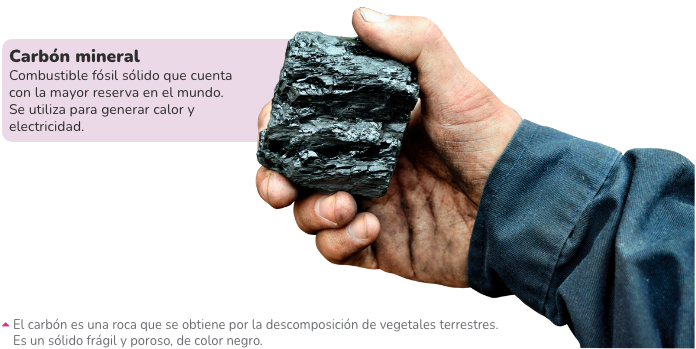 Carbón mineral
Combustible fósil sólido que cuenta
con la mayor reserva en el mundo.
Se utiliza para generar calor y
electricidad.
El carbón es una roca que se obtiene por la descomposición de vegetales terrestres.
Es un sólido frágil y poroso, de color negro.